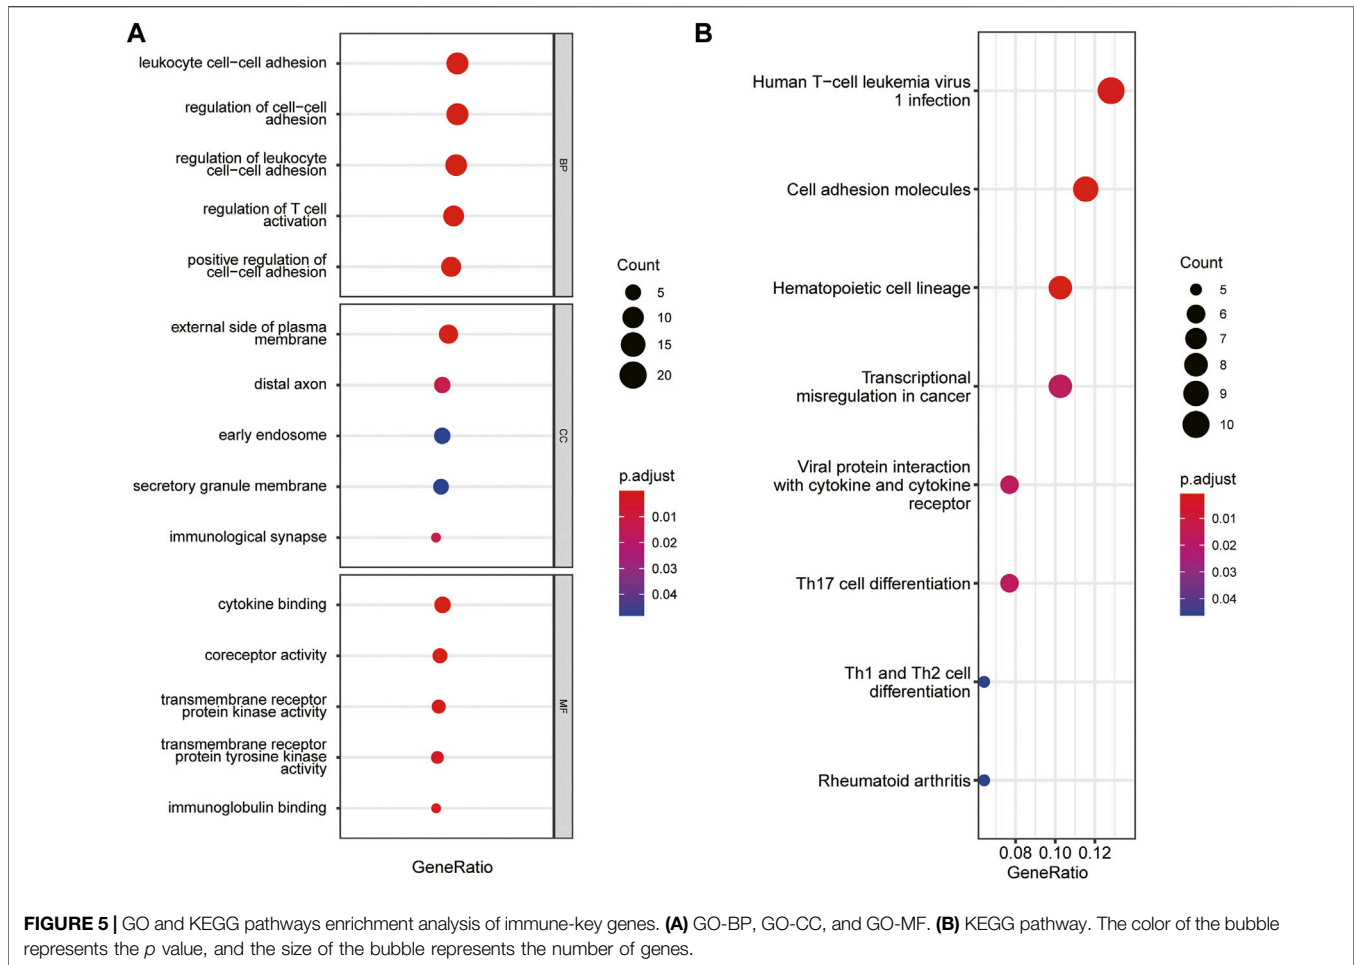 A
leukocyte cell−cell adhesion
regulation of cell−cell
adhesion
regulation of leukocyte
cell−cell adhesion
regulation of T cell
activation
positive regulation of
cell−cell adhesion
BP
external side of plasma
membrane
distal axon
early endosome
secretory granule membrane
immunological synapse
CC
cytokine binding
coreceptor activity
transmembrane receptor
protein kinase activity
transmembrane receptor
protein tyrosine kinase
activity
immunoglobulin binding
MF
GeneRatio
Count
5
10
15
20
p.adjust
0.01
0.02
0.03
0.04
B
Human T−cell leukemia virus
1 infection
Cell adhesion molecules
Hematopoietic cell lineage
Transcriptional
misregulation in cancer
Viral protein interaction
with cytokine and cytokine
receptor
Th17 cell differentiation
Th1 and Th2 cell
differentiation
Rheumatoid arthritis
0.08 0.10 0.12
GeneRatio
Count
5
6
7
8
9
10
p.adjust
0.01
0.02
0.03
0.04
FIGURE 5 | GO and KEGG pathways enrichment analysis of immune-key genes. (A) GO-BP, GO-CC, and GO-MF. (B) KEGG pathway. The color of the bubble
represents the p value, and the size of the bubble represents the number of genes.